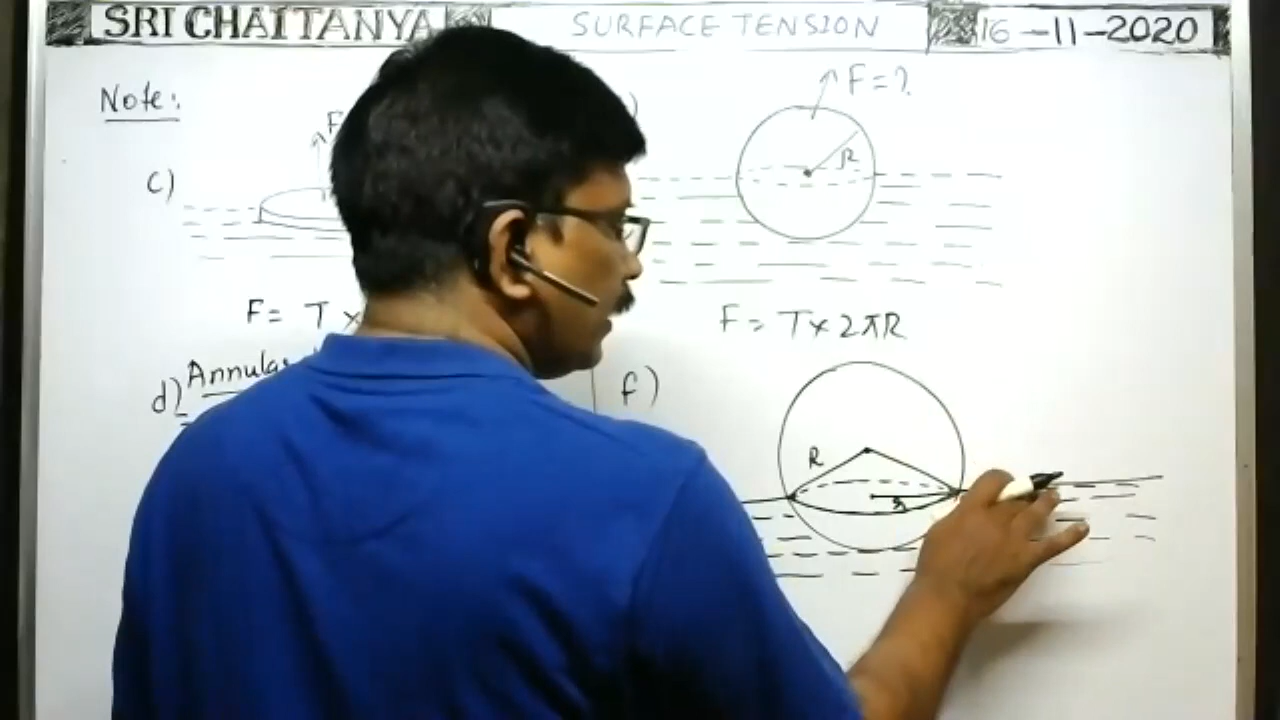 SRI CHAITANYA
SURFACE TENSION
16-11-2020
Note:
c)
F
F = T ×
d) Annular
)
F = ?
R
F = T × 2πR
f)
R
r